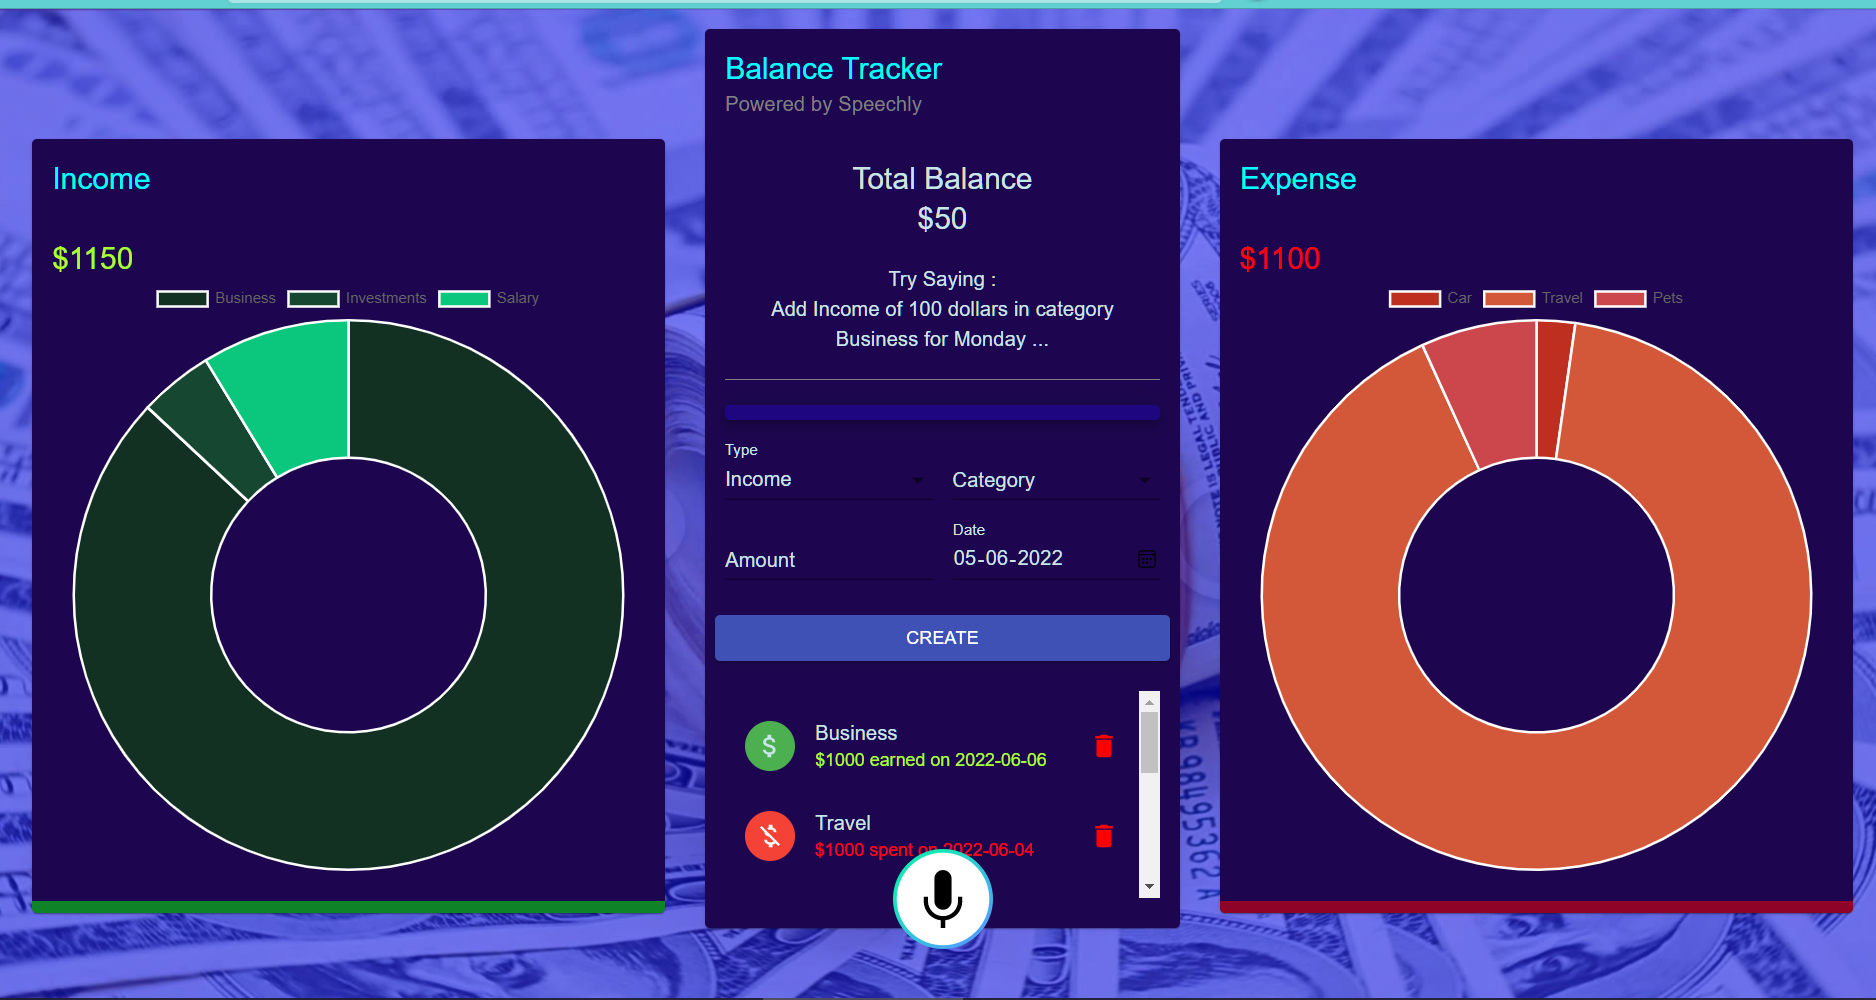 Income
$1150
Business Investments Salary
Balance Tracker
Powered by Speechly
Total Balance
$50
Try Saying :
Add Income of 100 dollars in category
Business for Monday ...
Type
Income
Category
Amount
Date
05-06-2022
CREATE
Business
$1000 earned on 2022-06-06
Travel
$1000 spent on 2022-06-04
Expense
$1100
Car Travel Pets